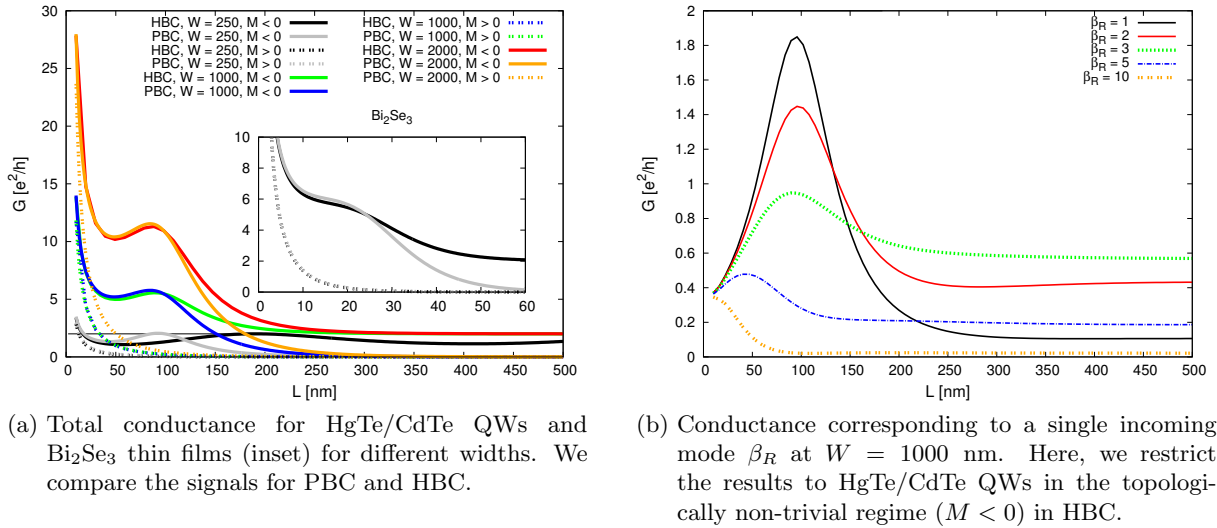 HBC, W = 250, M < 0
PBC, W = 250, M < 0
HBC, W = 250, M > 0
PBC, W = 250, M > 0
HBC, W = 1000, M < 0
PBC, W = 1000, M < 0
HBC, W = 1000, M > 0
PBC, W = 1000, M > 0
HBC, W = 2000, M < 0
PBC, W = 2000, M < 0
PBC, W = 2000, M > 0
Bi₂Se₃
G [e²/h]
30
25
20
15
10
5
0
0 50 100 150 200 250 300 350 400 450 500
L [nm]
10
8
6
4
2
0
0 10 20 30 40 50 60
(a) Total conductance for HgTe/CdTe QWs and
Bi₂Se₃ thin films (inset) for different widths. We
compare the signals for PBC and HBC.
β_R = 1
β_R = 2
β_R = 3
β_R = 5
β_R = 10
G [e²/h]
2
1.8
1.6
1.4
1.2
1
0.8
0.6
0.4
0.2
0
0 50 100 150 200 250 300 350 400 450 500
L [nm]
(b) Conductance corresponding to a single incoming
mode β_R at W = 1000 nm. Here, we restrict
the results to HgTe/CdTe QWs in the topologi-
cally non-trivial regime (M < 0) in HBC.